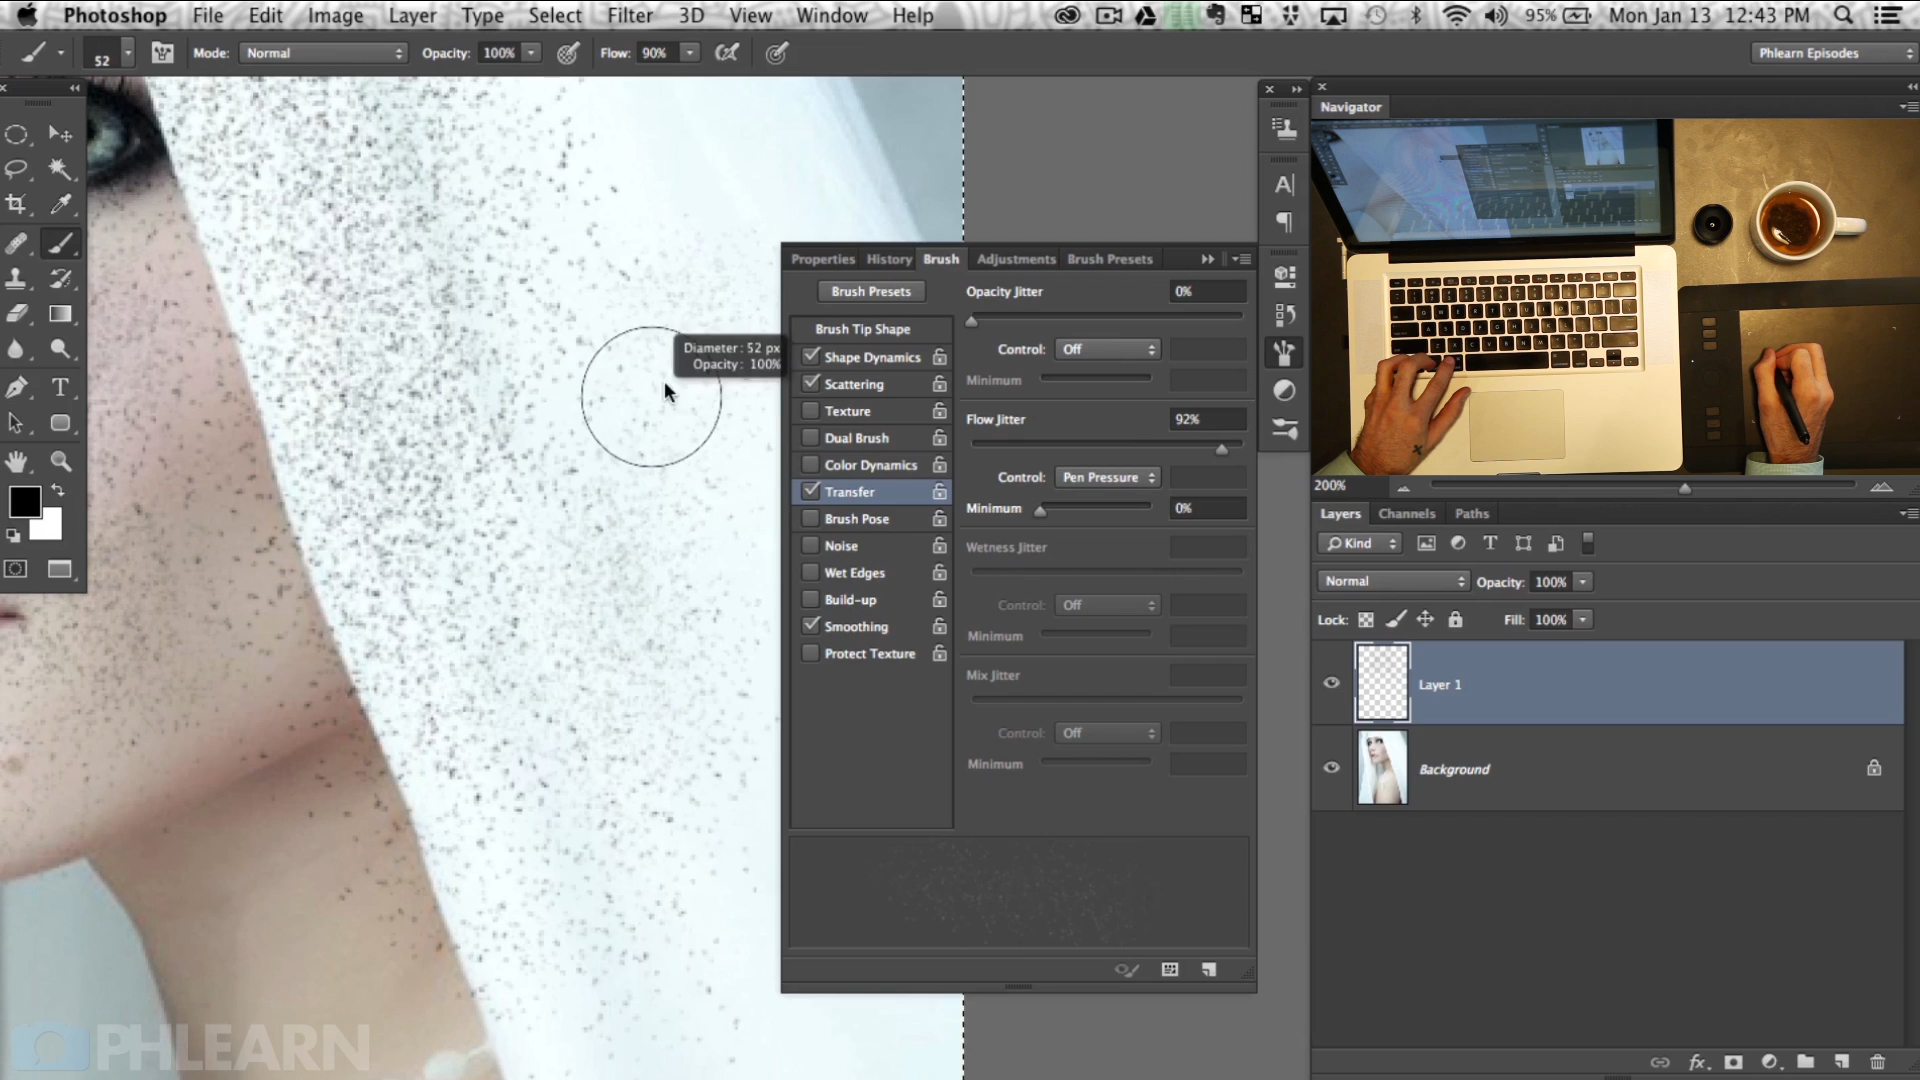 Photoshop File Edit Image Layer Type Select Filter 3D View Window Help 95% Mon Jan 13 12:43 PM
52 Mode: Normal Opacity: 100% Flow: 90% Phlearn Episodes
Navigator
200%
Properties History Brush Adjustments Brush Presets
Brush Presets
Brush Tip Shape
Shape Dynamics
Scattering
Texture
Dual Brush
Color Dynamics
Transfer
Brush Pose
Noise
Wet Edges
Build-up
Smoothing
Protect Texture
Opacity Jitter 0%
Control: Off
Minimum
Flow Jitter 92%
Control: Pen Pressure
Minimum 0%
Wetness Jitter
Control: Off
Minimum
Mix Jitter
Control: Off
Minimum
Diameter: 52 px
Opacity: 100%
Layers Channels Paths
Kind
Normal Opacity: 100%
Lock: Fill: 100%
Layer 1
Background
PHLEARN